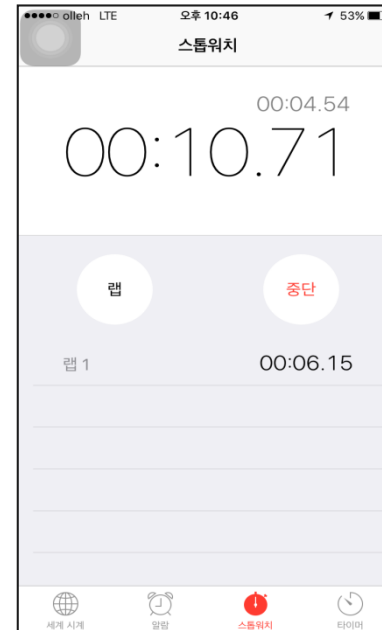 olleh LTE 오후 10:46 53%
스톱워치
00:04.54
00:10.71
랩 중단
랩 1 00:06.15
세계 시계 알람 스톱워치 타이머